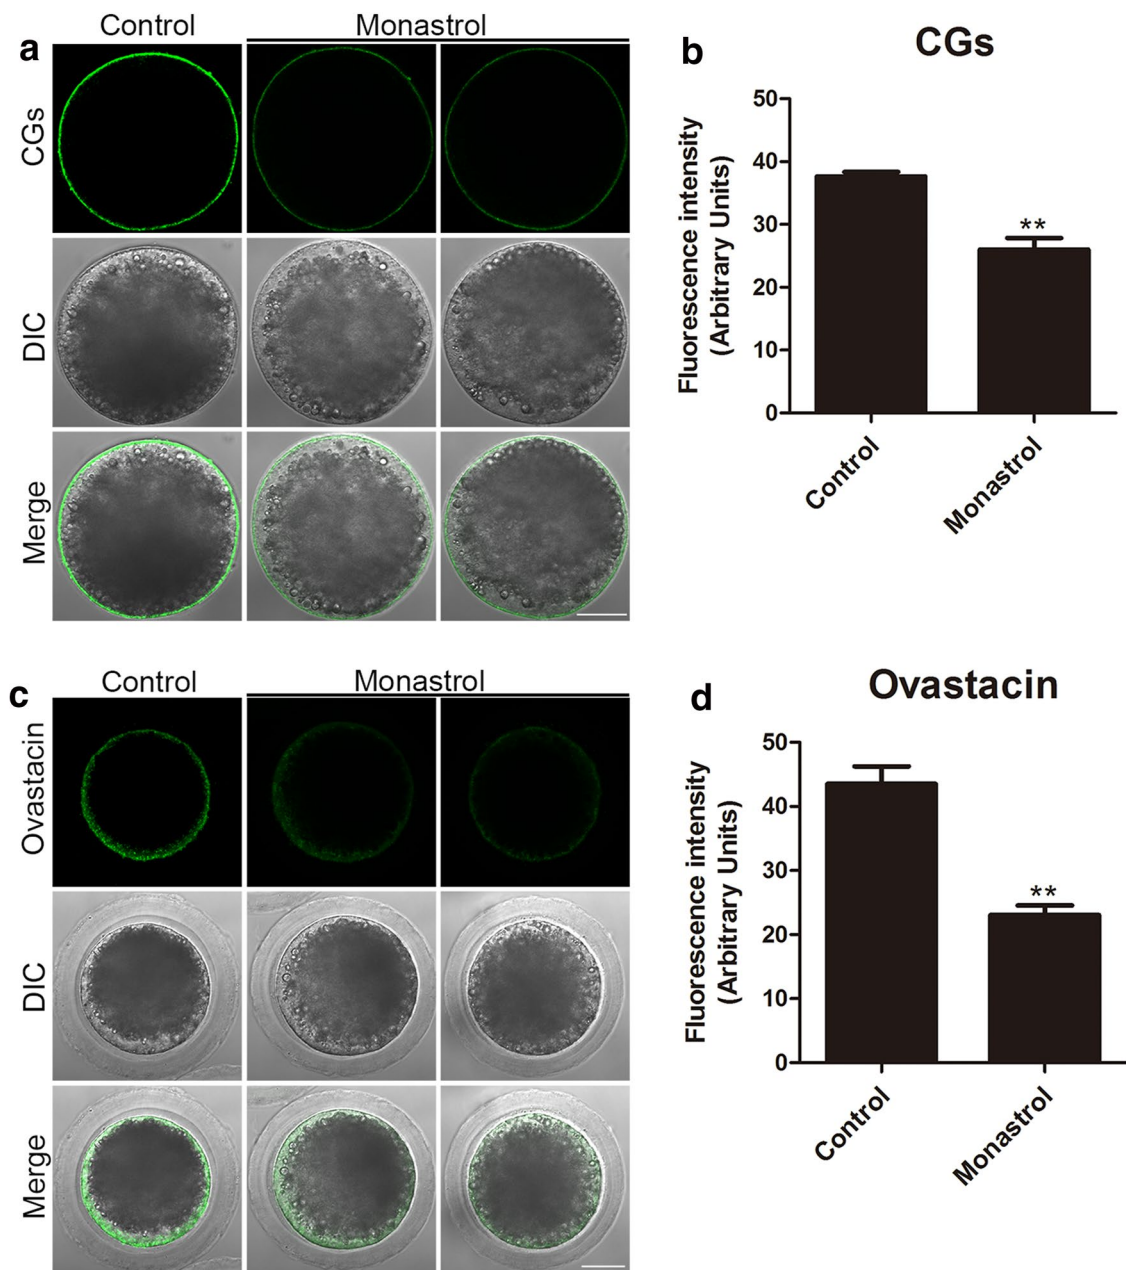 a
Control
Monastrol
CGs
DIC
Merge
b
CGs
Fluorescence intensity
(Arbitrary Units)
50
40
30
20
10
0
**
Control
Monastrol
c
Control
Monastrol
Ovastacin
DIC
Merge
d
Ovastacin
Fluorescence intensity
(Arbitrary Units)
50
40
30
20
10
0
**
Control
Monastrol